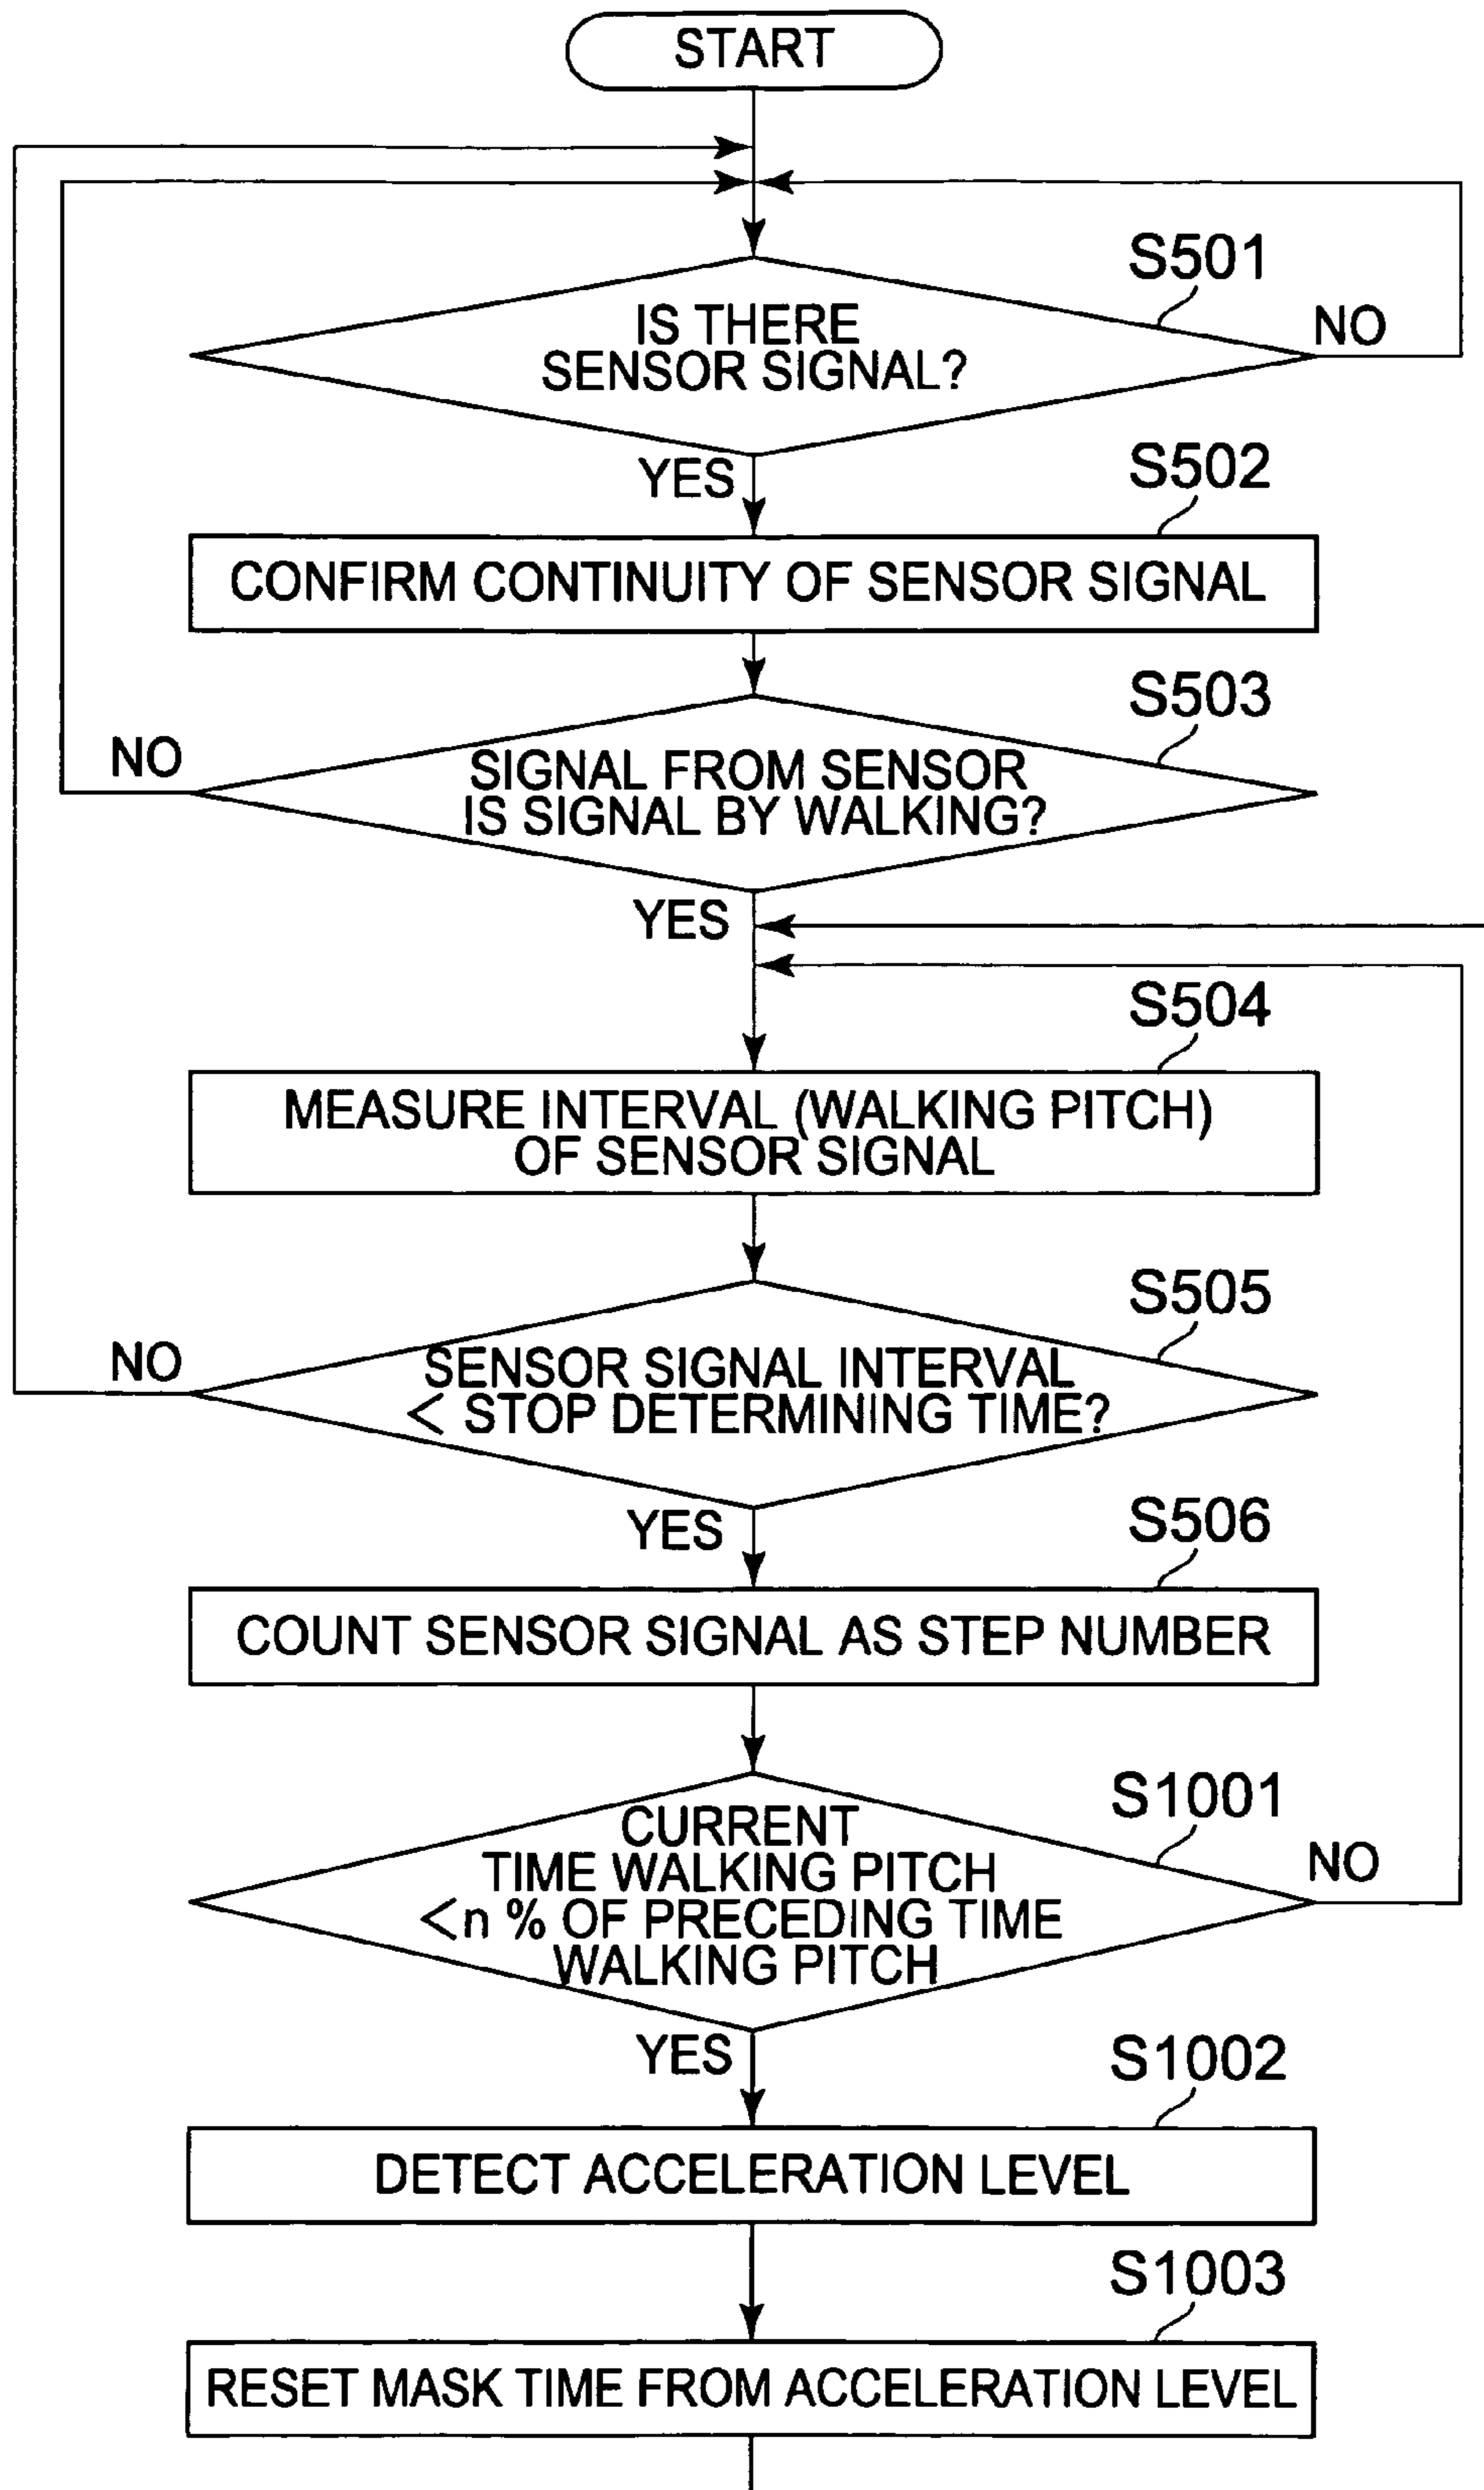 START
S501
IS THERE
SENSOR SIGNAL?
NO
YES
S502
CONFIRM CONTINUITY OF SENSOR SIGNAL
S503
NO
SIGNAL FROM SENSOR
IS SIGNAL BY WALKING?
YES
S504
MEASURE INTERVAL (WALKING PITCH)
OF SENSOR SIGNAL
S505
NO
SENSOR SIGNAL INTERVAL
< STOP DETERMINING TIME?
YES
S506
COUNT SENSOR SIGNAL AS STEP NUMBER
S1001
CURRENT
TIME WALKING PITCH
<n % OF PRECEDING TIME
WALKING PITCH
NO
YES
S1002
DETECT ACCELERATION LEVEL
S1003
RESET MASK TIME FROM ACCELERATION LEVEL